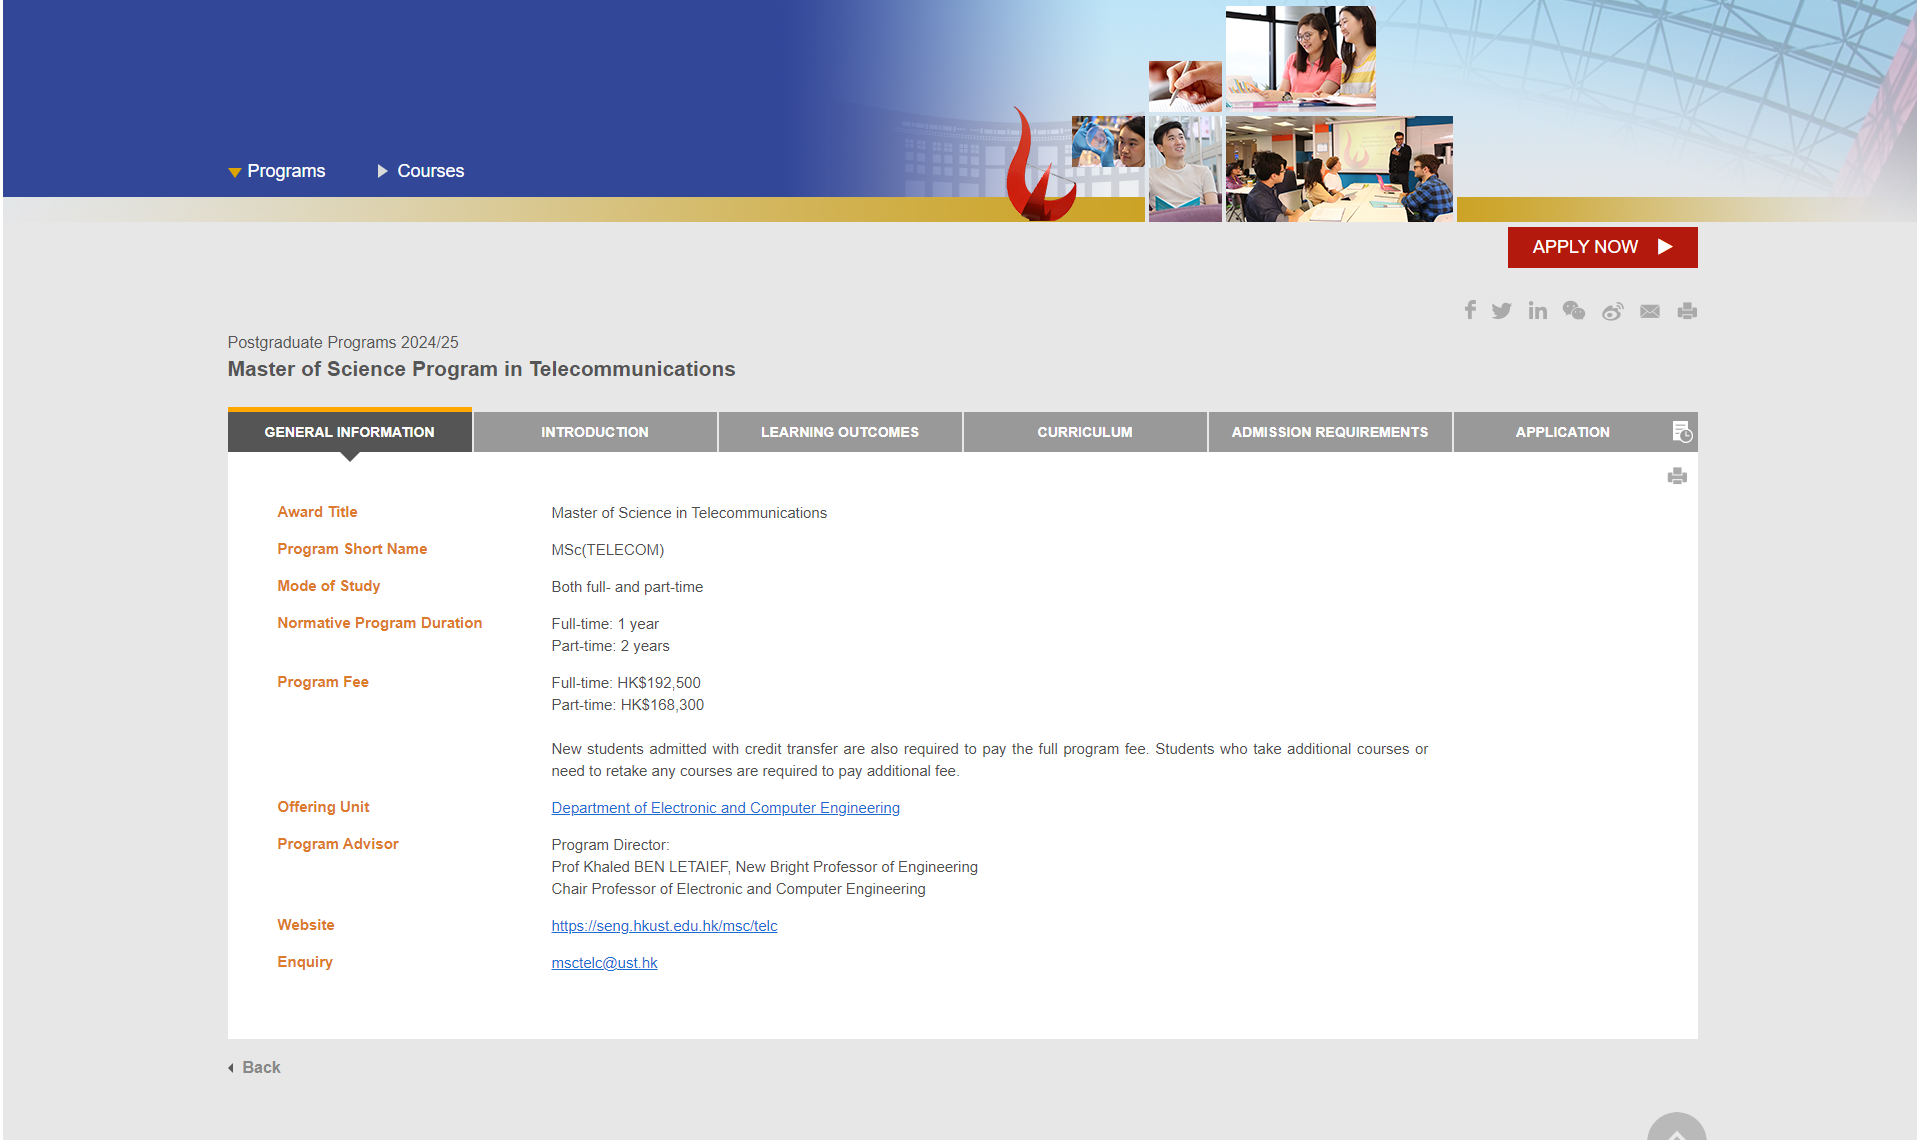 Programs
Courses
APPLY NOW
Postgraduate Programs 2024/25
Master of Science Program in Telecommunications
GENERAL INFORMATION
INTRODUCTION
LEARNING OUTCOMES
CURRICULUM
ADMISSION REQUIREMENTS
APPLICATION
Award Title
Master of Science in Telecommunications
Program Short Name
MSc(TELECOM)
Mode of Study
Both full- and part-time
Normative Program Duration
Full-time: 1 year
Part-time: 2 years
Program Fee
Full-time: HK$192,500
Part-time: HK$168,300
New students admitted with credit transfer are also required to pay the full program fee. Students who take additional courses or
need to retake any courses are required to pay additional fee.
Offering Unit
Department of Electronic and Computer Engineering
Program Advisor
Program Director:
Prof Khaled BEN LETAIEF, New Bright Professor of Engineering
Chair Professor of Electronic and Computer Engineering
Website
https://seng.hkust.edu.hk/msc/telc
Enquiry
msctelc@ust.hk
Back